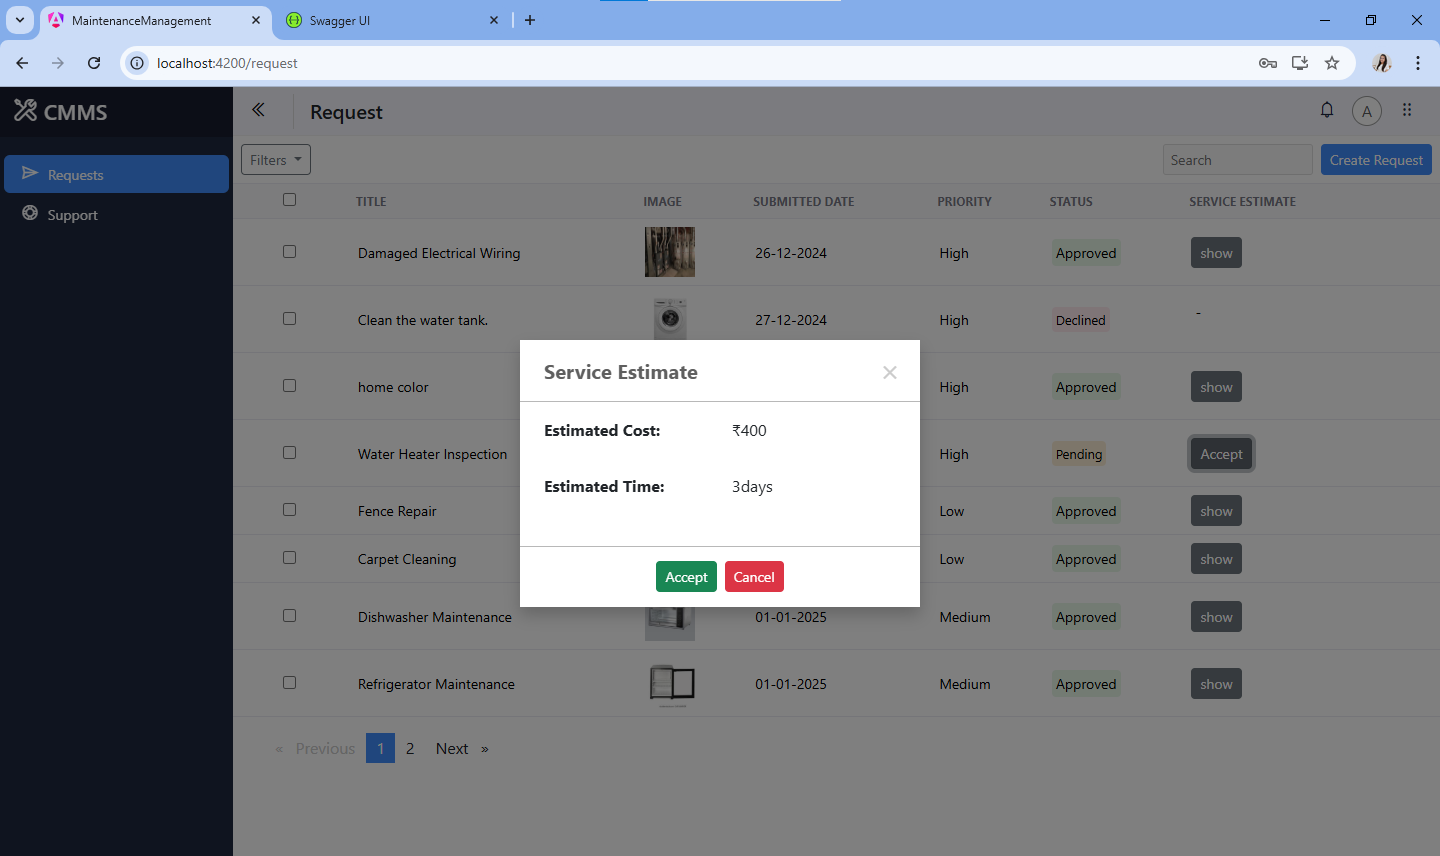 MaintenanceManagement
Swagger UI
localhost:4200/request
CMMS
Request
A
Requests
Support
Filters
Search
Create Request
TITLE IMAGE SUBMITTED DATE PRIORITY STATUS SERVICE ESTIMATE
Damaged Electrical Wiring 26-12-2024 High Approved show
Clean the water tank. 27-12-2024 High Declined -
home color High Approved show
Water Heater Inspection High Pending Accept
Fence Repair Low Approved show
Carpet Cleaning Low Approved show
Dishwasher Maintenance 01-01-2025 Medium Approved show
Refrigerator Maintenance 01-01-2025 Medium Approved show
Service Estimate
Estimated Cost: ₹400
Estimated Time: 3days
Accept Cancel
« Previous 1 2 Next »